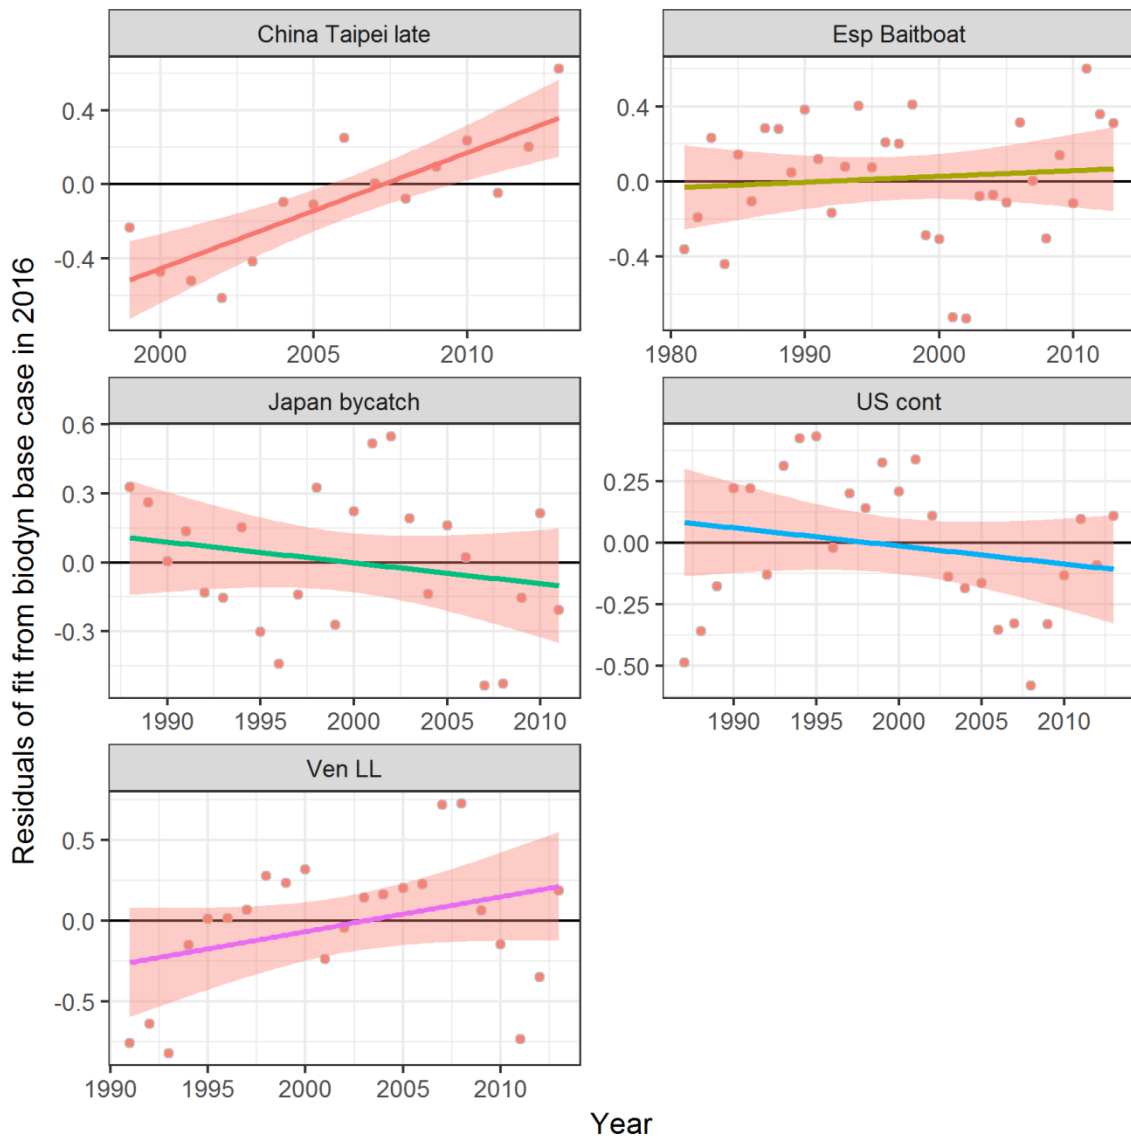 China Taipei late
Esp Baitboat
0.4
0.0
-0.4
0.4
0.0
-0.4
2000 2005 2010
1980 1990 2000 2010
Japan bycatch
US cont
0.6
0.3
0.0
-0.3
0.25
0.00
-0.25
-0.50
1990 1995 2000 2005 2010
1990 1995 2000 2005 2010
Ven LL
0.5
0.0
-0.5
1990 1995 2000 2005 2010
Residuals of fit from biodyn base case in 2016
Year